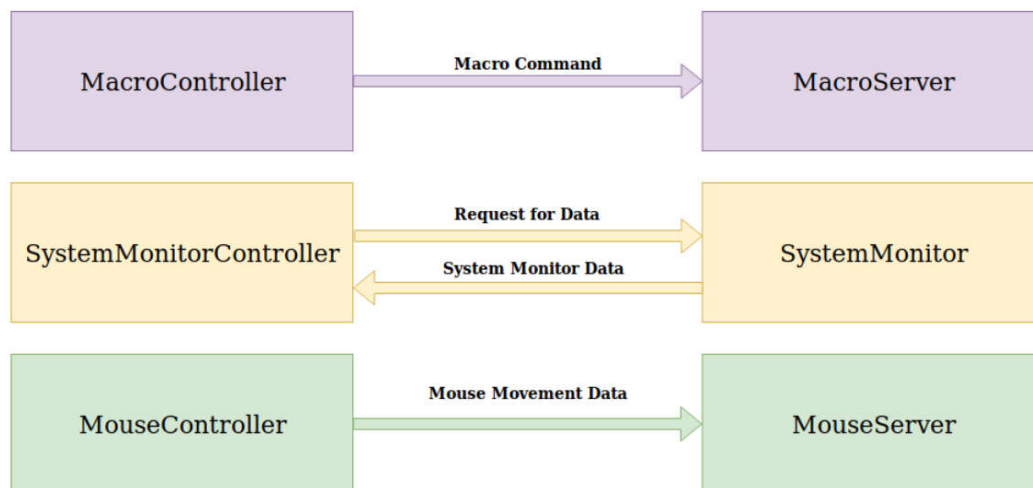 MacroController
Macro Command
MacroServer
SystemMonitorController
Request for Data
System Monitor Data
SystemMonitor
MouseController
Mouse Movement Data
MouseServer